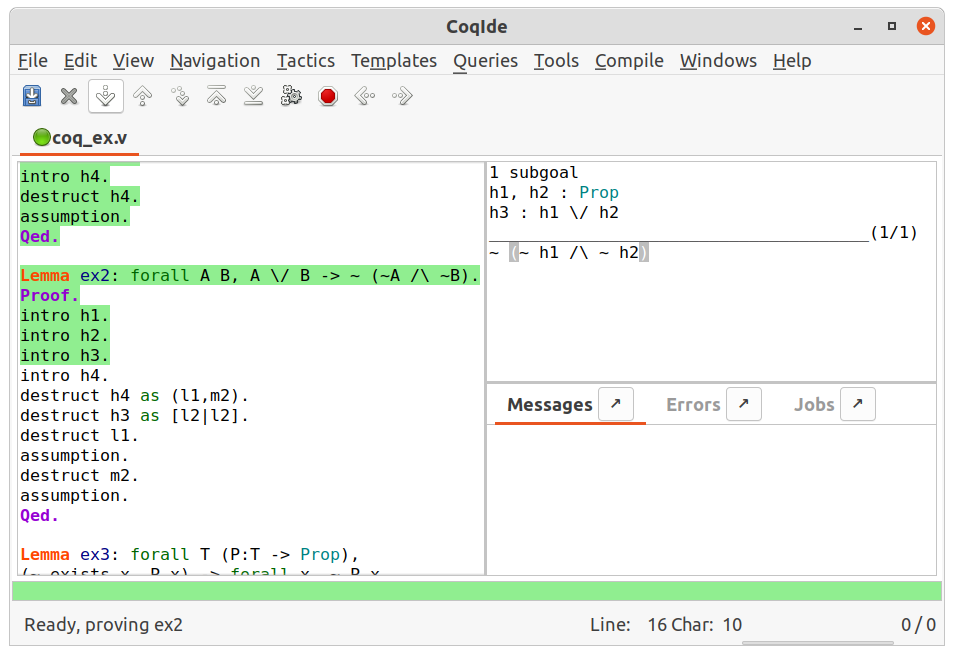 CoqIde
File Edit View Navigation Tactics Templates Queries Tools Compile Windows Help
coq_ex.v
intro h4.
destruct h4.
assumption.
Qed.
Lemma ex2: forall A B, A \/ B -> ~ (~A /\ ~B).
Proof.
intro h1.
intro h2.
intro h3.
intro h4.
destruct h4 as (l1,m2).
destruct h3 as [l2|l2].
destruct l1.
assumption.
destruct m2.
assumption.
Qed.
Lemma ex3: forall T (P:T -> Prop),
(~ exists x, P x) -> forall x, ~ P x
1 subgoal
h1, h2 : Prop
h3 : h1 \/ h2
(1/1)
~ (~ h1 /\ ~ h2)
Messages ↗ Errors ↗ Jobs ↗
Ready, proving ex2
Line: 16 Char: 10
0 / 0